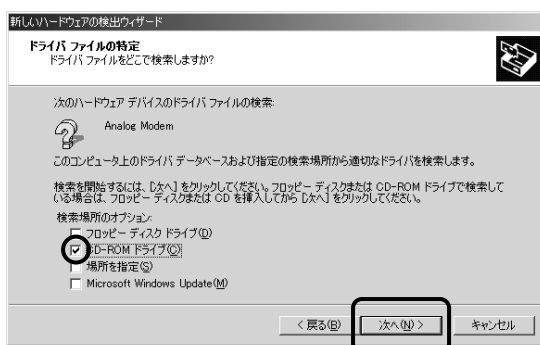 新しいハードウェアの検出ウィザード
ドライバ ファイルの特定
ドライバ ファイルをどこで検索しますか?
次のハードウェア デバイスのドライバ ファイルの検索:
Analog Modem
このコンピュータ上のドライバ データベースおよび指定の検索場所から適切なドライバを検索します。
検索を開始するには、[次へ] をクリックしてください。フロッピー ディスクまたは CD-ROM ドライブで検索して
いる場合は、フロッピー ディスクまたは CD を挿入してから [次へ] をクリックしてください。
検索場所のオプション:
フロッピー ディスク ドライブ(D)
CD-ROM ドライブ(C)
場所を指定(S)
Microsoft Windows Update(M)
< 戻る(B) 次へ(N) > キャンセル